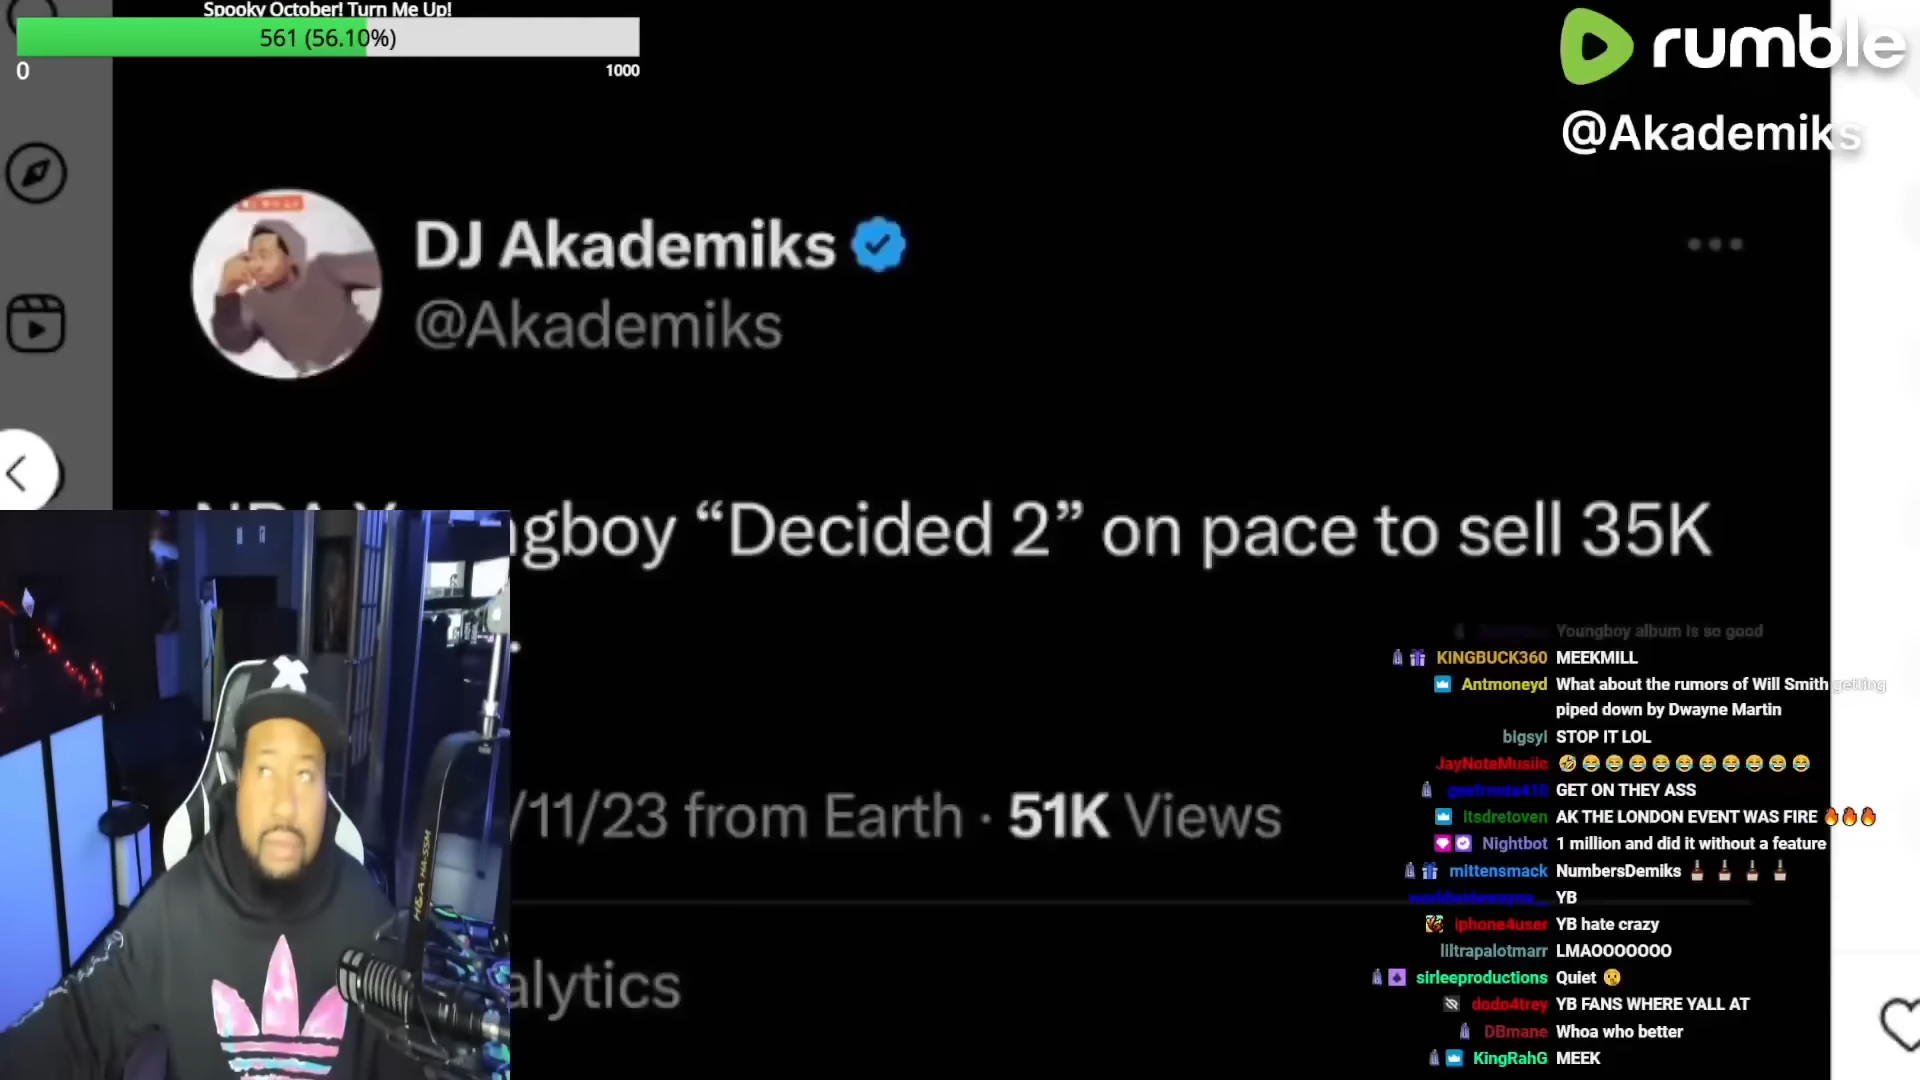 Spooky October! Turn Me Up!
561 (56.10%)
0
1000
rumble
@Akademiks
DJ Akademiks
@Akademiks
ngboy “Decided 2” on pace to sell 35K
/11/23 from Earth · 51K Views
alytics
Youngboy album is so good
KINGBUCK360 MEEKMILL
Antmoneyd What about the rumors of Will Smith getting
piped down by Dwayne Martin
bigsyl STOP IT LOL
JayNoteMusiic 🤣😂😂😂😂😂😂😂😂😂😂
GET ON THEY ASS
Itsdretoven AK THE LONDON EVENT WAS FIRE 🔥🔥🔥
Nightbot 1 million and did it without a feature
mittensmack NumbersDemiks
YB
iphone4user YB hate crazy
liltrapalotmarr LMAOOOOOOO
sirleeproductions Quiet 🤫
dodo4trey YB FANS WHERE YALL AT
DBmane Whoa who better
KingRahG MEEK
H&A HA-SSM